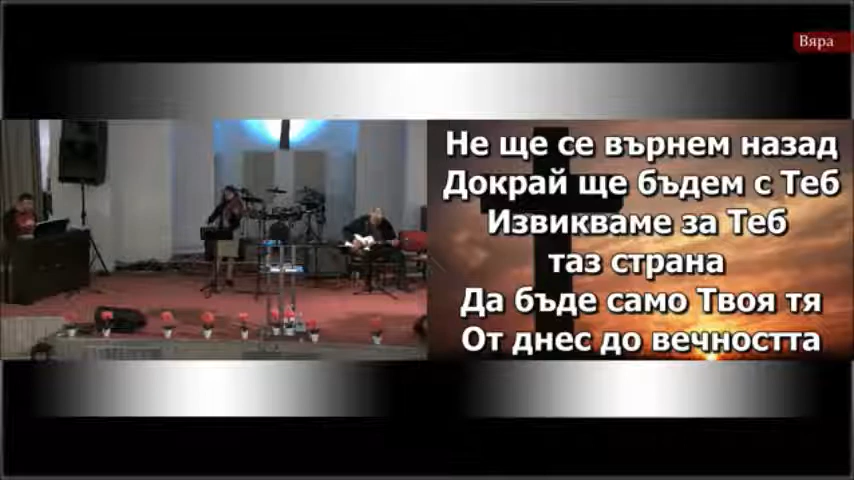 Вяра
Не ще се върнем назад
Докрай ще бъдем с Теб
Извикваме за Теб
таз страна
Да бъде само Твоя тя
От днес до вечността